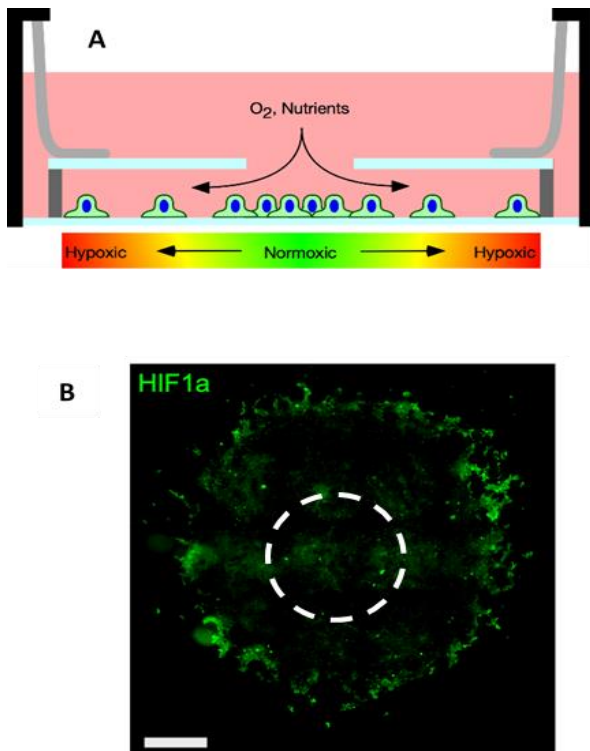 A
O₂, Nutrients
Hypoxic
Normoxic
Hypoxic
B
HIF1a